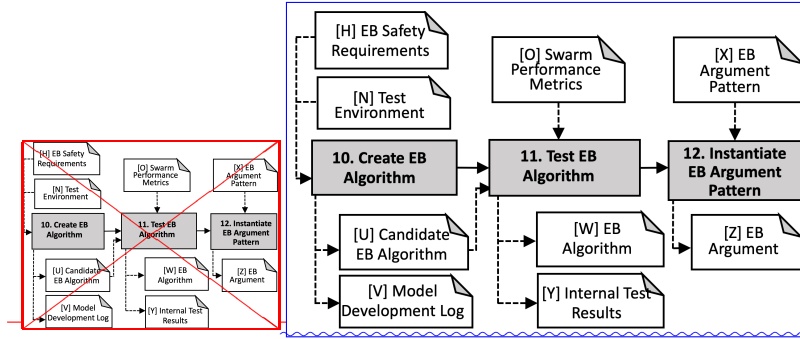 [H] EB Safety
Requirements
[N] Test
Environment
[O] Swarm
Performance
Metrics
[X] EB
Argument
Pattern
10. Create EB
Algorithm
11. Test EB
Algorithm
12. Instantiate
EB Argument
Pattern
[U] Candidate
EB Algorithm
[W] EB
Algorithm
[Z] EB
Argument
[V] Model
Development Log
[Y] Internal Test
Results
[H] EB Safety
Requirements
[N] Test
Environment
[O] Swarm
Performance
Metrics
[X] EB
Argument
Pattern
10. Create EB
Algorithm
11. Test EB
Algorithm
12. Instantiate
EB Argument
Pattern
[U] Candidate
EB Algorithm
[W] EB
Algorithm
[Z] EB
Argument
[V] Model
Development Log
[Y] Internal Test
Results